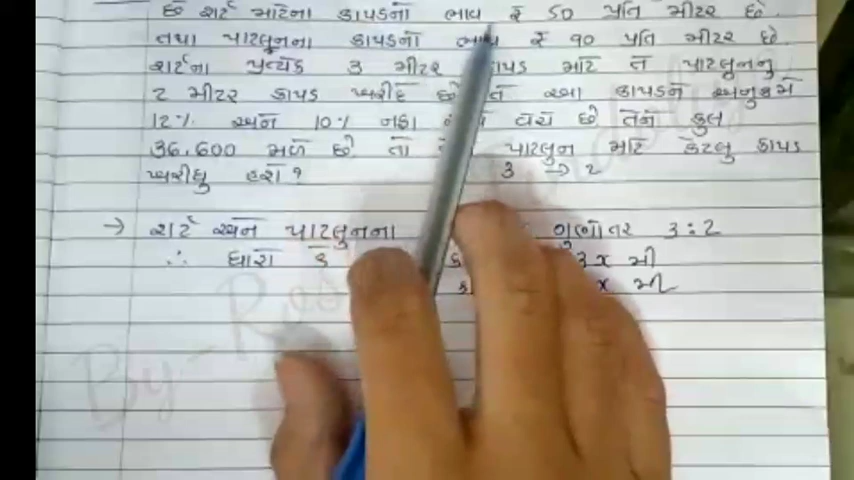 છે શર્ટ માટેના કાપડનો ભાવ ₹ 50 પ્રતિ મીટર છે
તથા પાટલુનના કાપડનો ભાવ ₹ 90 પ્રતિ મીટર છે.
શર્ટના પ્રત્યેક 3 મીટર કાપડ માટે તે પાટલુનનુ
2 મીટર કાપડ ખરીદે છે તે આ કાપડને અનુક્રમે
12% અને 10% નફા વેચે છે તેને કુલ
36,600 મળે છે તો પાટલુન માટે કેટલુ કાપડ
ખરીધુ હશે ?
3 → 2
→ શર્ટ અને પાટલુનના ગુણોતર 3 : 2
∴ ધારો કે 3x મી
x મી
By-